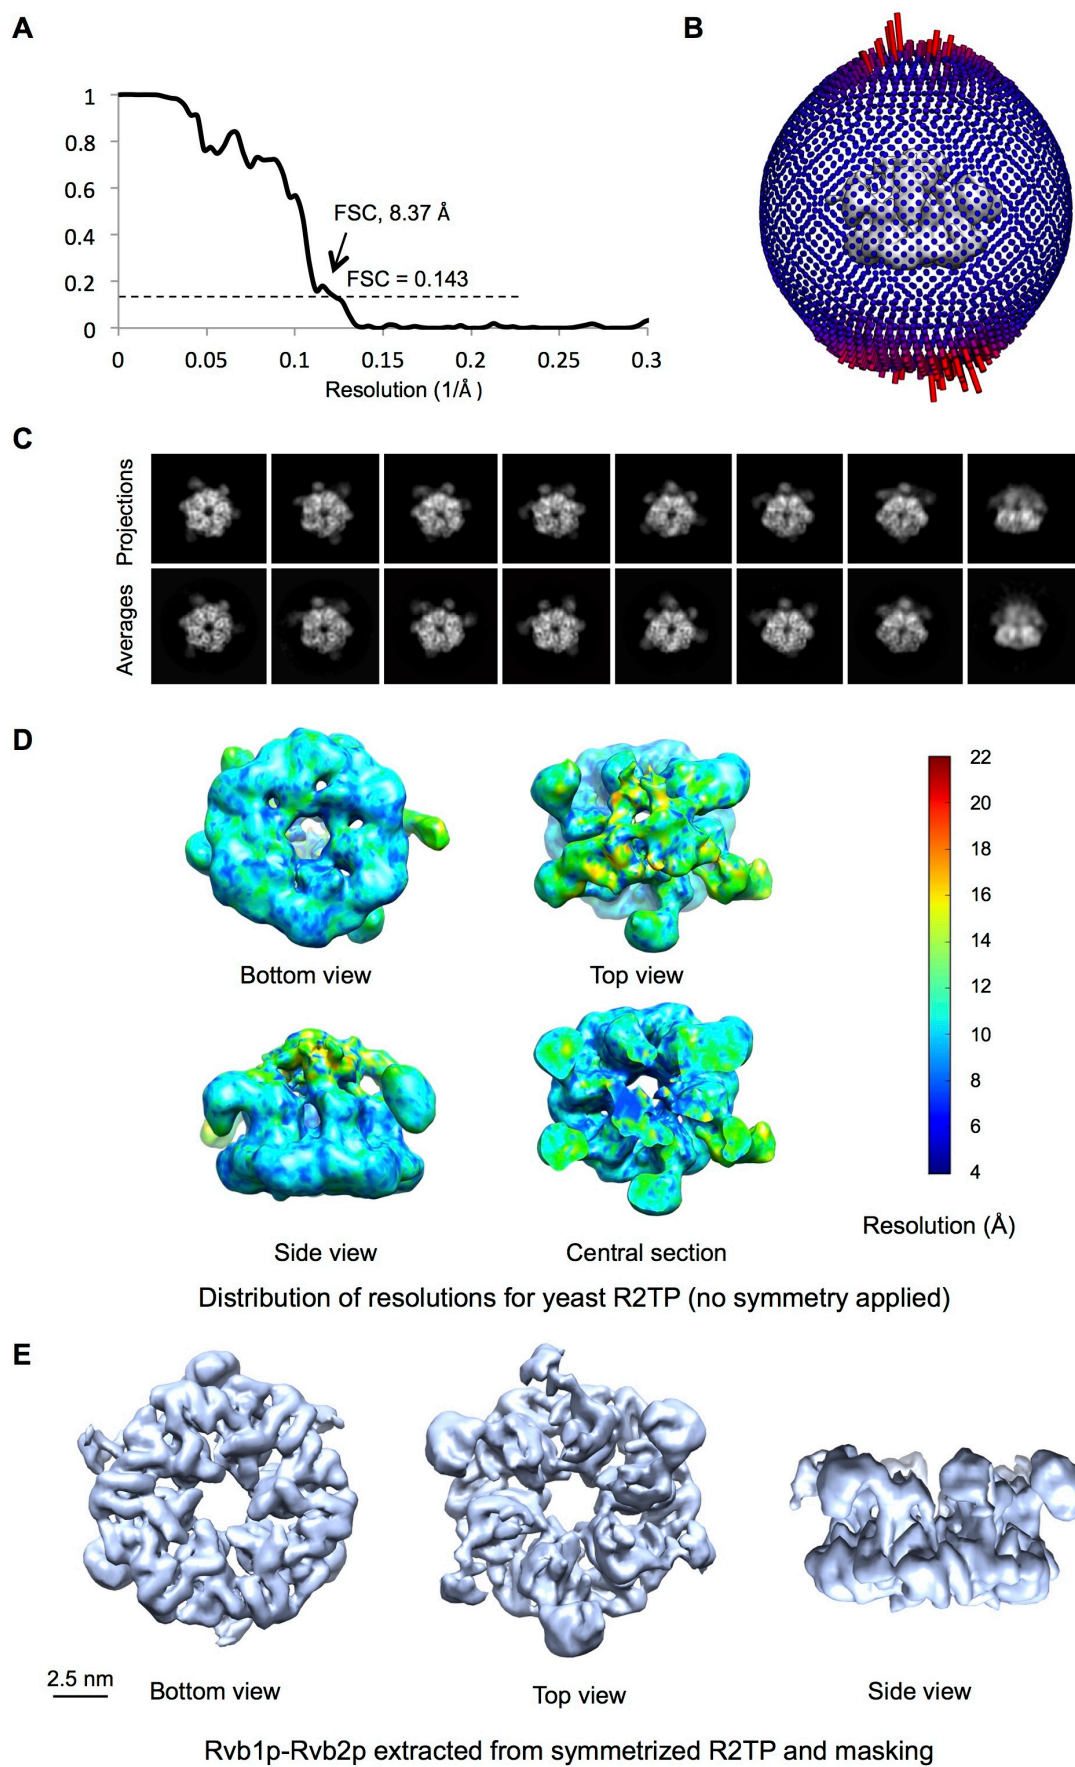 A
B
1
0.8
0.6
0.4
0.2
0
FSC, 8.37 Å
FSC = 0.143
0 0.05 0.1 0.15 0.2 0.25 0.3
Resolution (1/Å)
C
Projections
Averages
D
22
20
18
16
14
12
10
8
6
4
Bottom view Top view
Resolution (Å)
Side view Central section
Distribution of resolutions for yeast R2TP (no symmetry applied)
E
2.5 nm
Bottom view Top view Side view
Rvb1p-Rvb2p extracted from symmetrized R2TP and masking